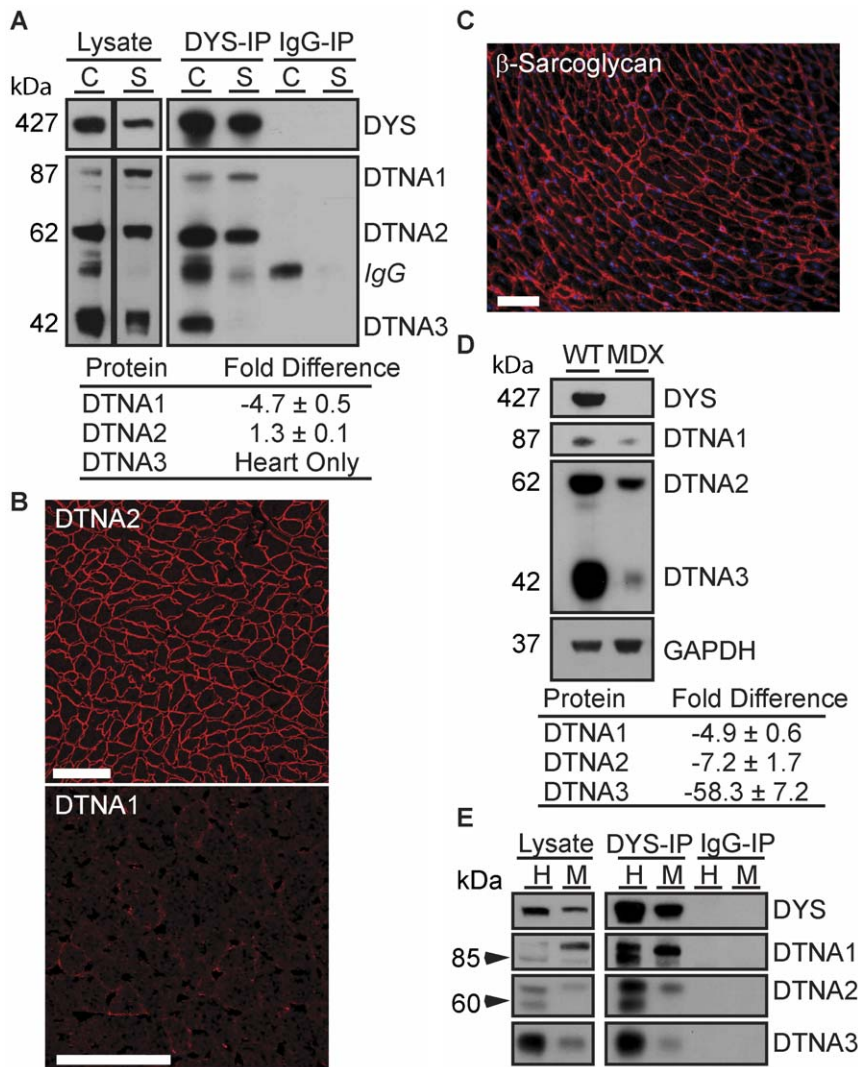 A
Lysate DYS-IP IgG-IP
kDa C S C S C S
427 DYS
87 DTNA1
62 DTNA2
IgG
42 DTNA3
Protein Fold Difference
DTNA1 -4.7 ± 0.5
DTNA2 1.3 ± 0.1
DTNA3 Heart Only
B
DTNA2
DTNA1
C
β-Sarcoglycan
D
kDa WT MDX
427 DYS
87 DTNA1
62 DTNA2
42 DTNA3
37 GAPDH
Protein Fold Difference
DTNA1 -4.9 ± 0.6
DTNA2 -7.2 ± 1.7
DTNA3 -58.3 ± 7.2
E
Lysate DYS-IP IgG-IP
kDa H M H M H M
DYS
85 DTNA1
60 DTNA2
DTNA3